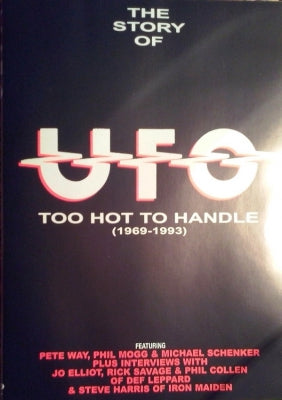 THE
STORY
OF
UFO
TOO HOT TO HANDLE
(1969-1993)
FEATURING
PETE WAY, PHIL MOGG & MICHAEL SCHENKER
PLUS INTERVIEWS WITH
JO ELLIOT, RICK SAVAGE & PHIL COLLEN
OF DEF LEPPARD
& STEVE HARRIS OF IRON MAIDEN